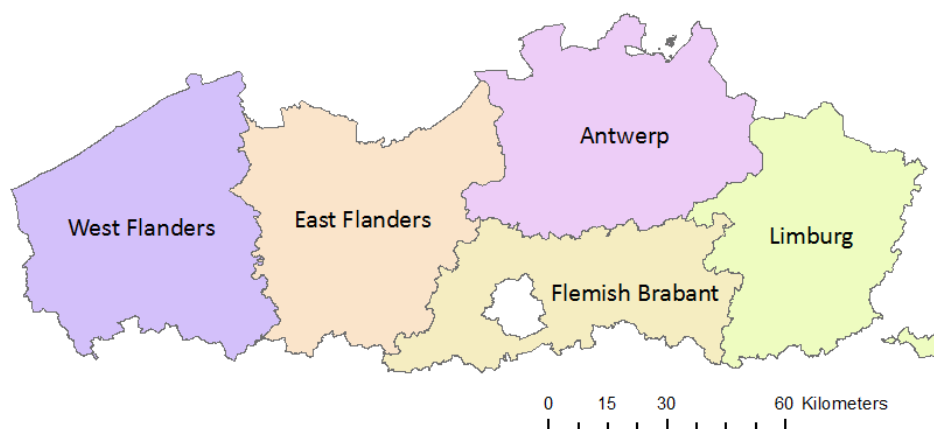 Antwerp
West Flanders
East Flanders
Limburg
Flemish Brabant
0 15 30 60 Kilometers